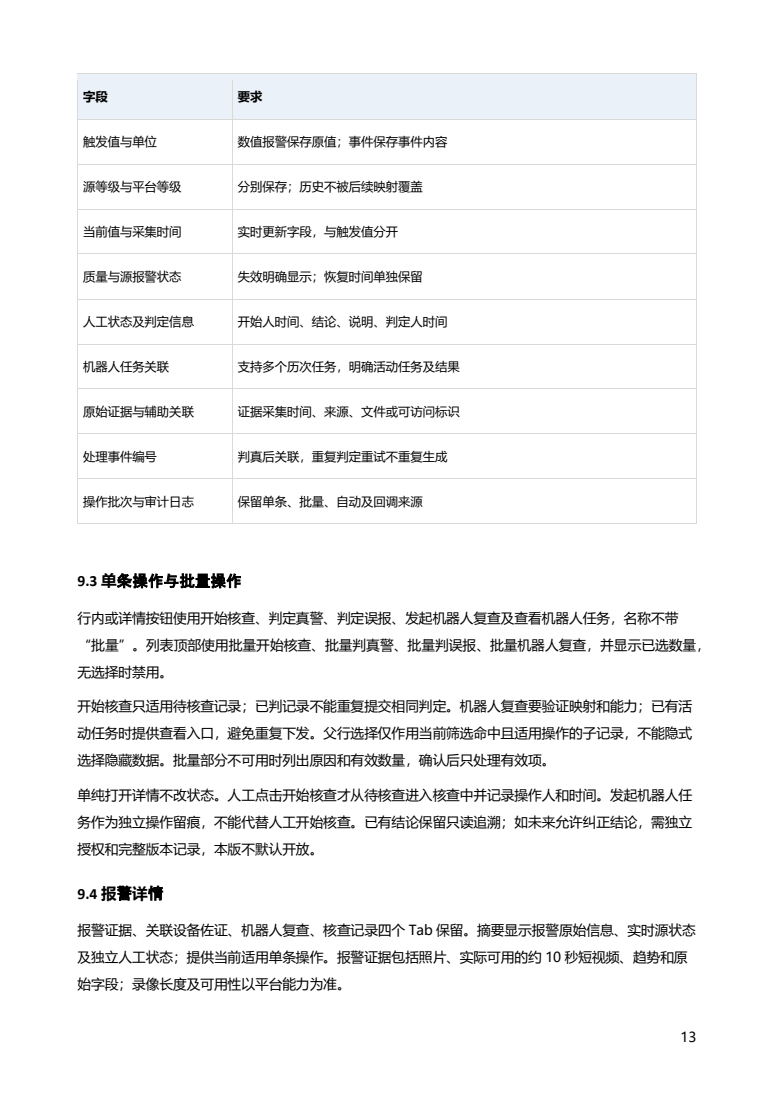 字段 要求
触发值与单位 数值报警保存原值；事件保存事件内容
源等级与平台等级 分别保存；历史不被后续映射覆盖
当前值与采集时间 实时更新字段，与触发值分开
质量与源报警状态 失效明确显示；恢复时间单独保留
人工状态及判定信息 开始人时间、结论、说明、判定人时间
机器人任务关联 支持多个历次任务，明确活动任务及结果
原始证据与辅助关联 证据采集时间、来源、文件或可访问标识
处理事件编号 判真后关联，重复判定重试不重复生成
操作批次与审计日志 保留单条、批量、自动及回调来源
9.3 单条操作与批量操作
行内或详情按钮使用开始核查、判定真警、判定误报、发起机器人复查及查看机器人任务，名称不带
“批量”。列表顶部使用批量开始核查、批量判真警、批量判误报、批量机器人复查，并显示已选数量，
无选择时禁用。
开始核查只适用待核查记录；已判记录不能重复提交相同判定。机器人复查要验证映射和能力；已有活
动任务时提供查看入口，避免重复下发。父行选择仅作用当前筛选命中且适用操作的子记录，不能隐式
选择隐藏数据。批量部分不可用时列出原因和有效数量，确认后只处理有效项。
单纯打开详情不改状态。人工点击开始核查才从待核查进入核查中并记录操作人和时间。发起机器人任
务作为独立操作留痕，不能代替人工开始核查。已有结论保留只读追溯；如未来允许纠正结论，需独立
授权和完整版本记录，本版不默认开放。
9.4 报警详情
报警证据、关联设备佐证、机器人复查、核查记录四个 Tab 保留。摘要显示报警原始信息、实时源状态
及独立人工状态；提供当前适用单条操作。报警证据包括照片、实际可用的约 10 秒短视频、趋势和原
始字段；录像长度及可用性以平台能力为准。
13